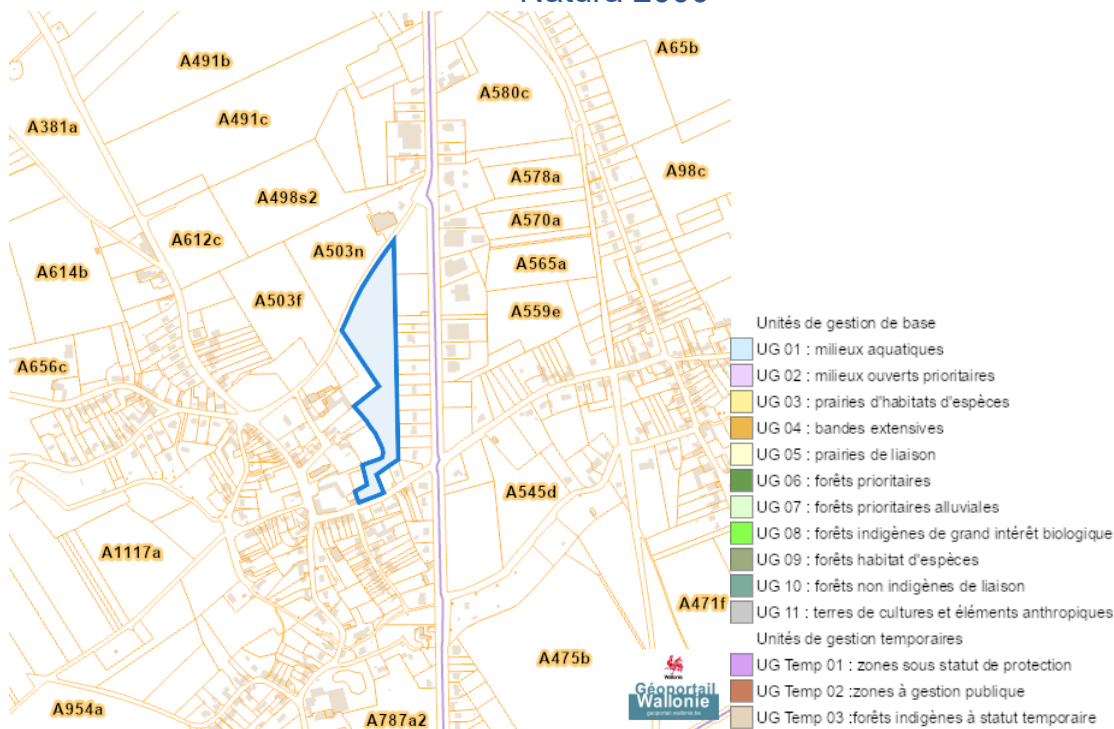 Natura 2000
A65b
A491b
A580c
A381a
A491c
A578a
A98c
A498s2
A570a
A612c
A503n
A614b
A565a
A503f
A559e
A656c
A545d
A1117a
A471f
A475b
A954a
A787a2
Unités de gestion de base
UG 01 : milieux aquatiques
UG 02 : milieux ouverts prioritaires
UG 03 : prairies d'habitats d'espèces
UG 04 : bandes extensives
UG 05 : prairies de liaison
UG 06 : forêts prioritaires
UG 07 : forêts prioritaires alluviales
UG 08 : forêts indigènes de grand intérêt biologique
UG 09 : forêts habitat d'espèces
UG 10 : forêts non indigènes de liaison
UG 11 : terres de cultures et éléments anthropiques
Unités de gestion temporaires
UG Temp 01 : zones sous statut de protection
UG Temp 02 :zones à gestion publique
UG Temp 03 :forêts indigènes à statut temporaire
Wallonie
Géoportail
Wallonie
geoportail.wallonie.be